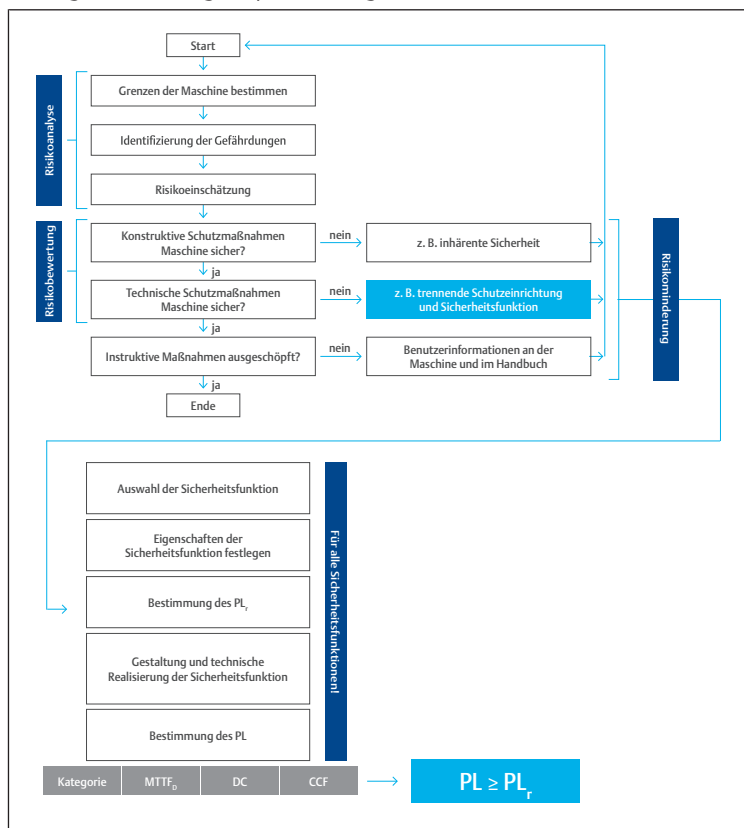 Start
Risikoanalyse
Grenzen der Maschine bestimmen
Identifizierung der Gefährdungen
Risikoeinschätzung
Risikobewertung
Konstruktive Schutzmaßnahmen
Maschine sicher?
nein
z. B. inhärente Sicherheit
ja
Technische Schutzmaßnahmen
Maschine sicher?
nein
z. B. trennende Schutzeinrichtung
und Sicherheitsfunktion
ja
Instruktive Maßnahmen ausgeschöpft?
nein
Benutzerinformationen an der
Maschine und im Handbuch
ja
Ende
Risikominderung
Auswahl der Sicherheitsfunktion
Eigenschaften der
Sicherheitsfunktion festlegen
Bestimmung des PLr
Gestaltung und technische
Realisierung der Sicherheitsfunktion
Bestimmung des PL
Für alle Sicherheitsfunktionen!
Kategorie
MTTFD
DC
CCF
PL ≥ PLr